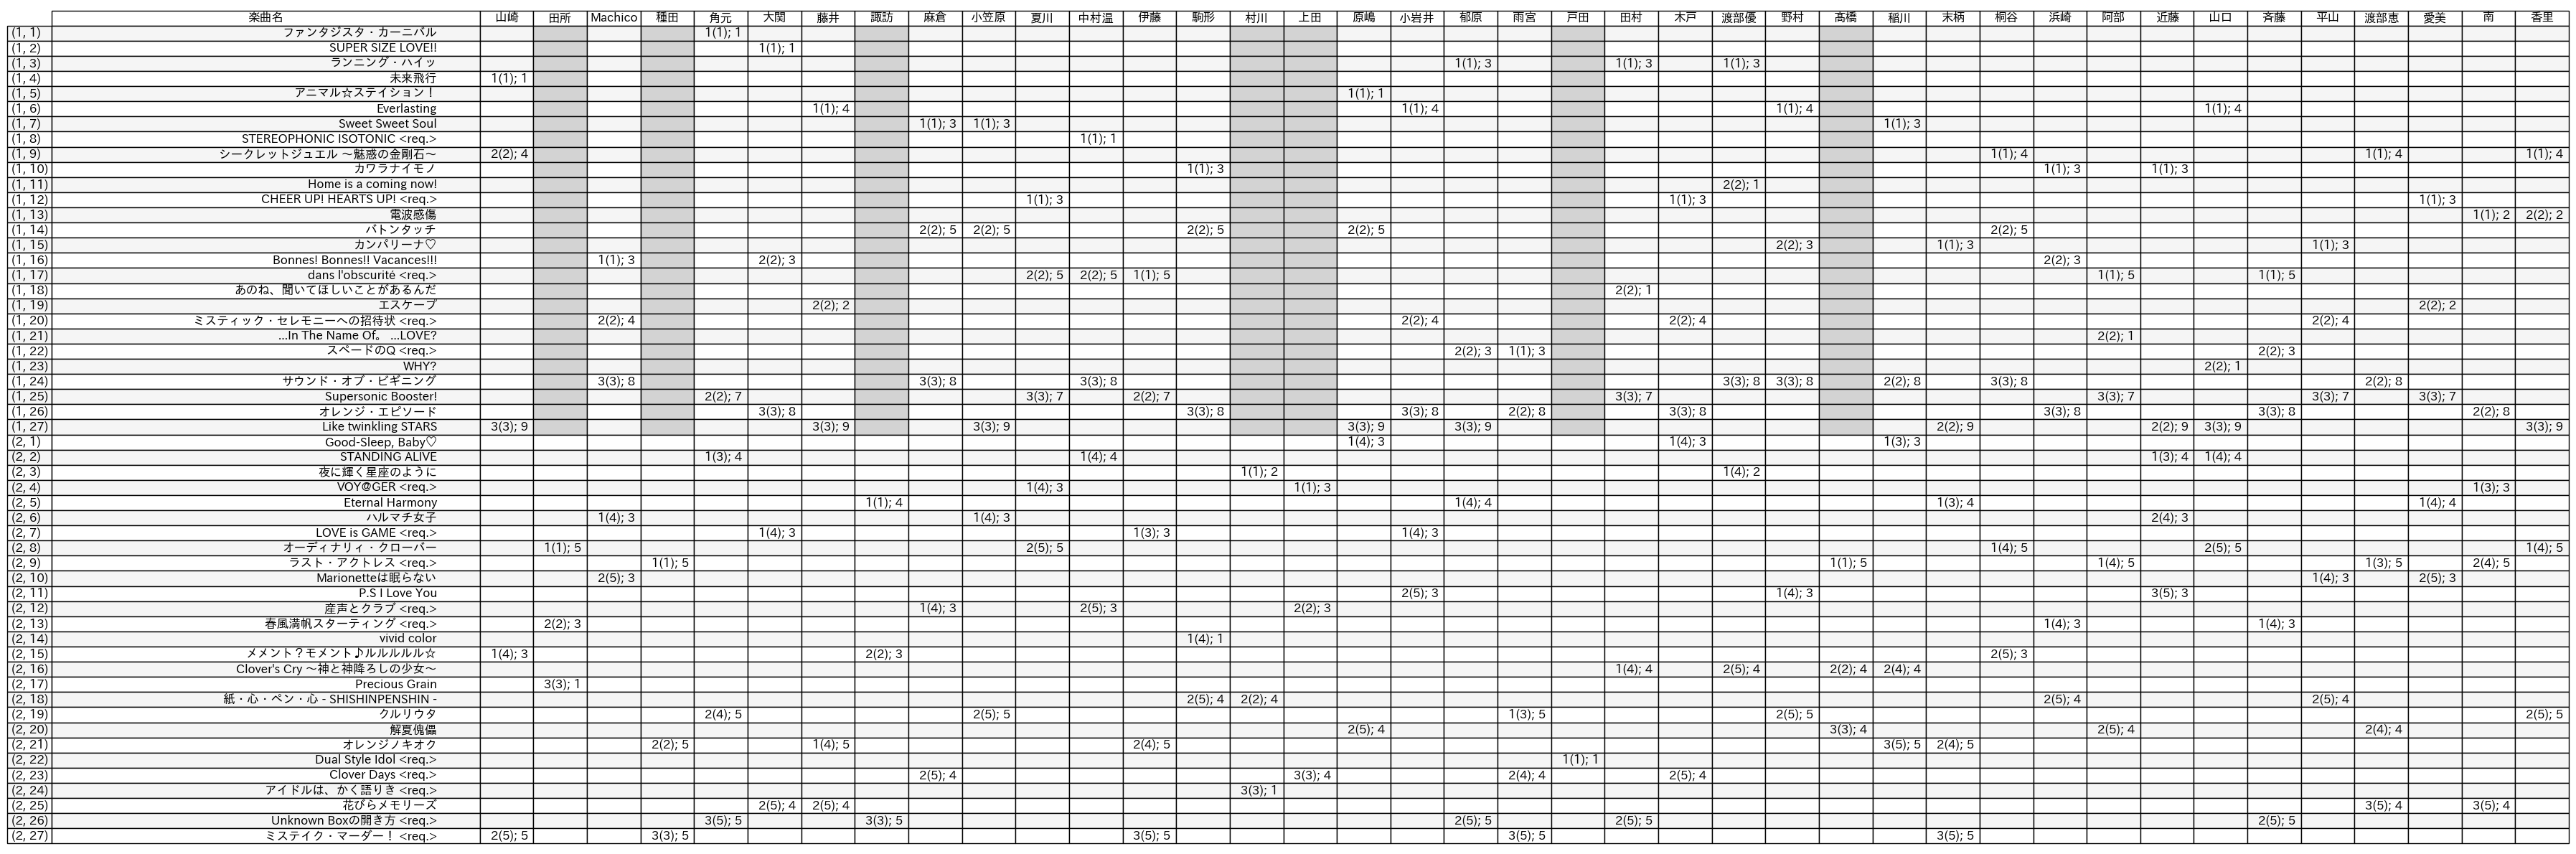 楽曲名 山崎 田所 Machico 種田 角元 大関 藤井 諏訪 麻倉 小笠原 夏川 中村温 伊藤 駒形 村川 上田 原嶋 小岩井 郁原 雨宮 戸田 田村 木戸 渡部優 野村 髙橋 稲川 末柄 桐谷 浜崎 阿部 近藤 山口 斉藤 平山 渡部恵 愛美 南 香里
(1, 1) ファンタジスタ・カーニバル 1(1); 1
(1, 2) SUPER SIZE LOVE!! 1(1); 1
(1, 3) ランニング・ハイッ 1(1); 3 1(1); 3 1(1); 3
(1, 4) 未来飛行 1(1); 1
(1, 5) アニマル☆ステイション！ 1(1); 1
(1, 6) Everlasting 1(1); 4 1(1); 4 1(1); 4 1(1); 4
(1, 7) Sweet Sweet Soul 1(1); 3 1(1); 3 1(1); 3
(1, 8) STEREOPHONIC ISOTONIC <req.> 1(1); 1
(1, 9) シークレットジュエル ～魅惑の金剛石～ 2(2); 4 1(1); 4 1(1); 4 1(1); 4
(1, 10) カワラナイモノ 1(1); 3 1(1); 3 1(1); 3
(1, 11) Home is a coming now! 2(2); 1
(1, 12) CHEER UP! HEARTS UP! <req.> 1(1); 3 1(1); 3 1(1); 3
(1, 13) 電波感傷 1(1); 2 2(2); 2
(1, 14) バトンタッチ 2(2); 5 2(2); 5 2(2); 5 2(2); 5 2(2); 5
(1, 15) カンパリーナ♡ 2(2); 3 1(1); 3 1(1); 3
(1, 16) Bonnes! Bonnes!! Vacances!!! 1(1); 3 2(2); 3 2(2); 3
(1, 17) dans l'obscurité <req.> 2(2); 5 2(2); 5 1(1); 5 1(1); 5 1(1); 5
(1, 18) あのね、聞いてほしいことがあるんだ 2(2); 1
(1, 19) エスケープ 2(2); 2 2(2); 2
(1, 20) ミスティック・セレモニーへの招待状 <req.> 2(2); 4 2(2); 4 2(2); 4 2(2); 4
(1, 21) ...In The Name Of。 ...LOVE? 2(2); 1
(1, 22) スペードのQ <req.> 2(2); 3 1(1); 3 2(2); 3
(1, 23) WHY? 2(2); 1
(1, 24) サウンド・オブ・ビギニング 3(3); 8 3(3); 8 3(3); 8 3(3); 8 3(3); 8 2(2); 8 3(3); 8 2(2); 8
(1, 25) Supersonic Booster! 2(2); 7 3(3); 7 2(2); 7 3(3); 7 3(3); 7 3(3); 7 3(3); 7
(1, 26) オレンジ・エピソード 3(3); 8 3(3); 8 3(3); 8 2(2); 8 3(3); 8 3(3); 8 3(3); 8 2(2); 8
(1, 27) Like twinkling STARS 3(3); 9 3(3); 9 3(3); 9 3(3); 9 3(3); 9 2(2); 9 2(2); 9 3(3); 9 3(3); 9
(2, 1) Good-Sleep, Baby♡ 1(4); 3 1(4); 3 1(3); 3
(2, 2) STANDING ALIVE 1(3); 4 1(4); 4 1(3); 4 1(4); 4
(2, 3) 夜に輝く星座のように 1(1); 2 1(4); 2
(2, 4) VOY@GER <req.> 1(4); 3 1(1); 3 1(3); 3
(2, 5) Eternal Harmony 1(1); 4 1(4); 4 1(3); 4 1(4); 4
(2, 6) ハルマチ女子 1(4); 3 1(4); 3 2(4); 3
(2, 7) LOVE is GAME <req.> 1(4); 3 1(3); 3 1(4); 3
(2, 8) オーディナリィ・クローバー 1(1); 5 2(5); 5 1(4); 5 2(5); 5 1(4); 5
(2, 9) ラスト・アクトレス <req.> 1(1); 5 1(1); 5 1(4); 5 1(3); 5 2(4); 5
(2, 10) Marionetteは眠らない 2(5); 3 1(4); 3 2(5); 3
(2, 11) P.S I Love You 2(5); 3 1(4); 3 3(5); 3
(2, 12) 産声とクラブ <req.> 1(4); 3 2(5); 3 2(2); 3
(2, 13) 春風満帆スターティング <req.> 2(2); 3 1(4); 3 1(4); 3
(2, 14) vivid color 1(4); 1
(2, 15) メメント？モメント♪ルルルルル☆ 1(4); 3 2(2); 3 2(5); 3
(2, 16) Clover's Cry ～神と神降ろしの少女～ 1(4); 4 2(5); 4 2(2); 4 2(4); 4
(2, 17) Precious Grain 3(3); 1
(2, 18) 紙・心・ペン・心 - SHISHINPENSHIN - 2(5); 4 2(2); 4 2(5); 4 2(5); 4
(2, 19) クルリウタ 2(4); 5 2(5); 5 1(3); 5 2(5); 5 2(5); 5
(2, 20) 解夏傀儡 2(5); 4 3(3); 4 2(5); 4 2(4); 4
(2, 21) オレンジノキオク 2(2); 5 1(4); 5 2(4); 5 3(5); 5 2(4); 5
(2, 22) Dual Style Idol <req.> 1(1); 1
(2, 23) Clover Days <req.> 2(5); 4 3(3); 4 2(4); 4 2(5); 4
(2, 24) アイドルは、かく語りき <req.> 3(3); 1
(2, 25) 花びらメモリーズ 2(5); 4 2(5); 4 3(5); 4 3(5); 4
(2, 26) Unknown Boxの開き方 <req.> 3(5); 5 3(3); 5 2(5); 5 2(5); 5 2(5); 5
(2, 27) ミステイク・マーダー！ <req.> 2(5); 5 3(3); 5 3(5); 5 3(5); 5 3(5); 5